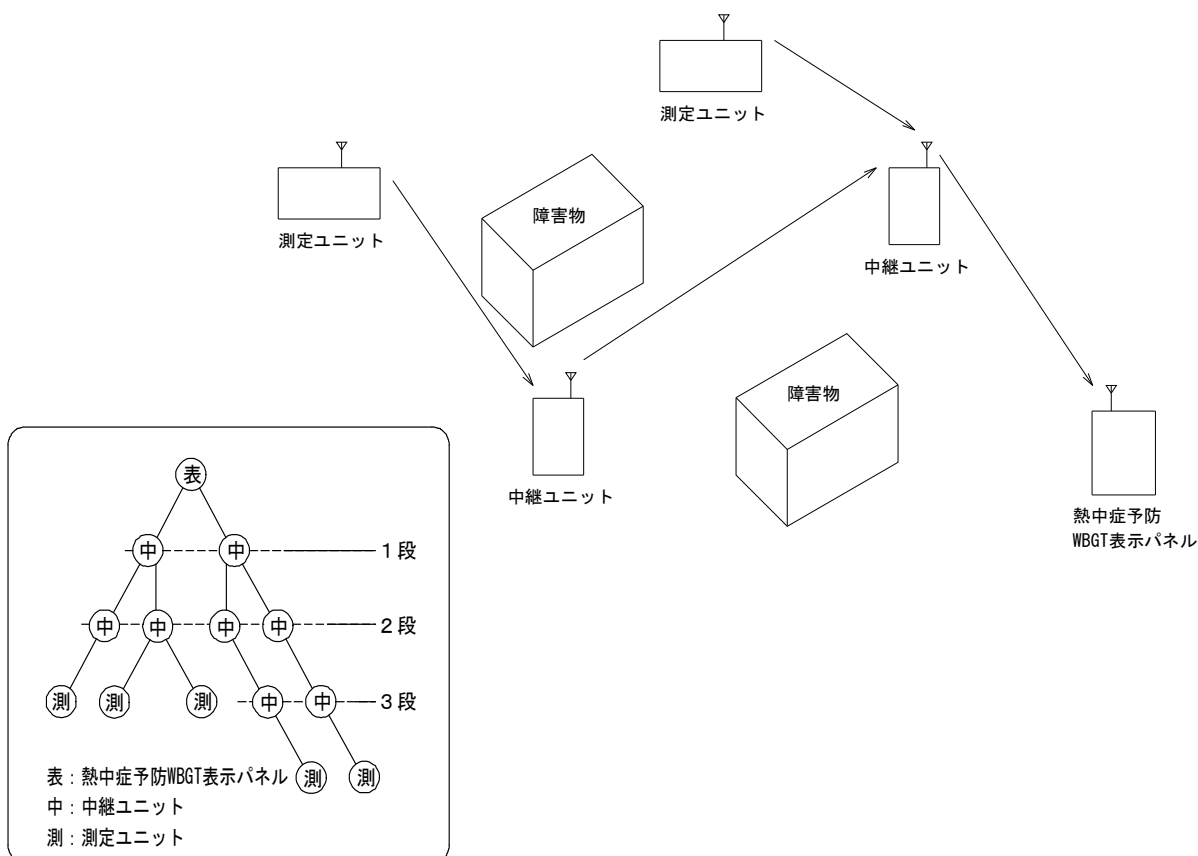 測定ユニット
測定ユニット
障害物
中継ユニット
障害物
中継ユニット
熱中症予防
WBGT表示パネル
表
中 中 1段
中 中 中 中 2段
測 測 測 中 中 3段
測 測
表：熱中症予防WBGT表示パネル
中：中継ユニット
測：測定ユニット